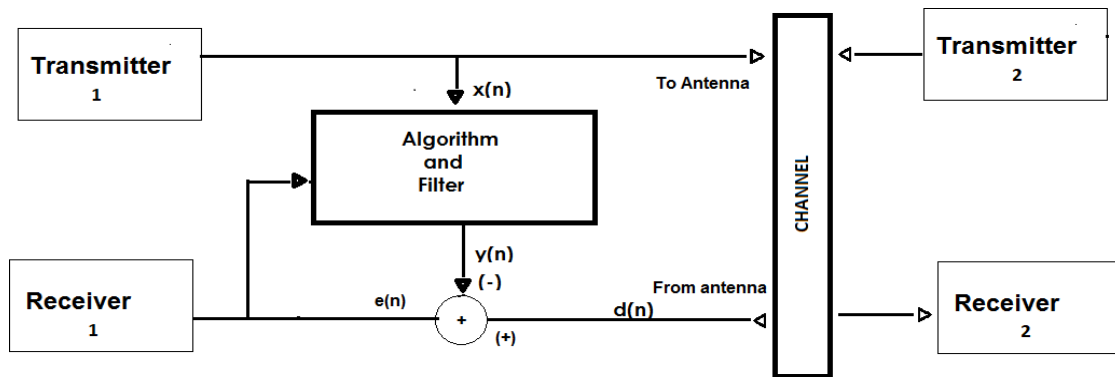 Transmitter
1
x(n)
To Antenna
Transmitter
2
Algorithm
and
Filter
CHANNEL
y(n)
(-)
Receiver
1
e(n)
+
(+)
d(n)
From antenna
Receiver
2